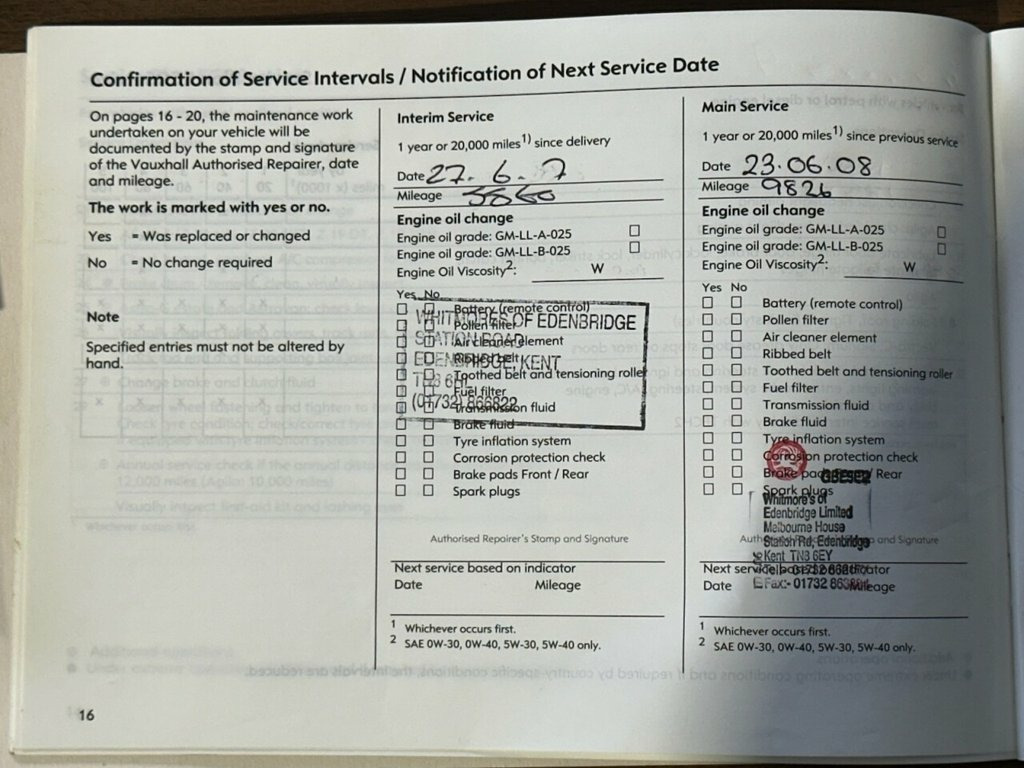 Confirmation of Service Intervals / Notification of Next Service Date
On pages 16 - 20, the maintenance work
undertaken on your vehicle will be
documented by the stamp and signature
of the Vauxhall Authorised Repairer, date
and mileage.
The work is marked with yes or no.
Yes = Was replaced or changed
No = No change required
Note
Specified entries must not be altered by
hand.
Interim Service
1 year or 20,000 miles1) since delivery
Date 27. 6. 7
Mileage
Engine oil change
Engine oil grade: GM-LL-A-025
Engine oil grade: GM-LL-B-025
Engine Oil Viscosity2: W
Yes No
Battery (remote control)
Pollen filter
Air cleaner element
Ribbed belt
Toothed belt and tensioning roller
Fuel filter
Transmission fluid
Brake fluid
Tyre inflation system
Corrosion protection check
Brake pads Front / Rear
Spark plugs
WHITMORES OF EDENBRIDGE
STATION ROAD
EDENBRIDGE, KENT
TN8
(01732) 866822
Authorised Repairer's Stamp and Signature
Next service based on indicator
Date Mileage
1 Whichever occurs first.
2 SAE 0W-30, 0W-40, 5W-30, 5W-40 only.
Main Service
1 year or 20,000 miles1) since previous service
Date 23.06.08
Mileage 9826
Engine oil change
Engine oil grade: GM-LL-A-025
Engine oil grade: GM-LL-B-025
Engine Oil Viscosity2: W
Yes No
Battery (remote control)
Pollen filter
Air cleaner element
Ribbed belt
Toothed belt and tensioning roller
Fuel filter
Transmission fluid
Brake fluid
Tyre inflation system
Corrosion protection check
Brake pads Front / Rear
Spark plugs
Whitmore's of
Edenbridge Limited
Melbourne House
Station Rd, Edenbridge
Kent TN8 6EY
Fax:- 01732
Authorised Repairer's Stamp and Signature
Next service based on indicator
Date Mileage
1 Whichever occurs first.
2 SAE 0W-30, 0W-40, 5W-30, 5W-40 only.
16